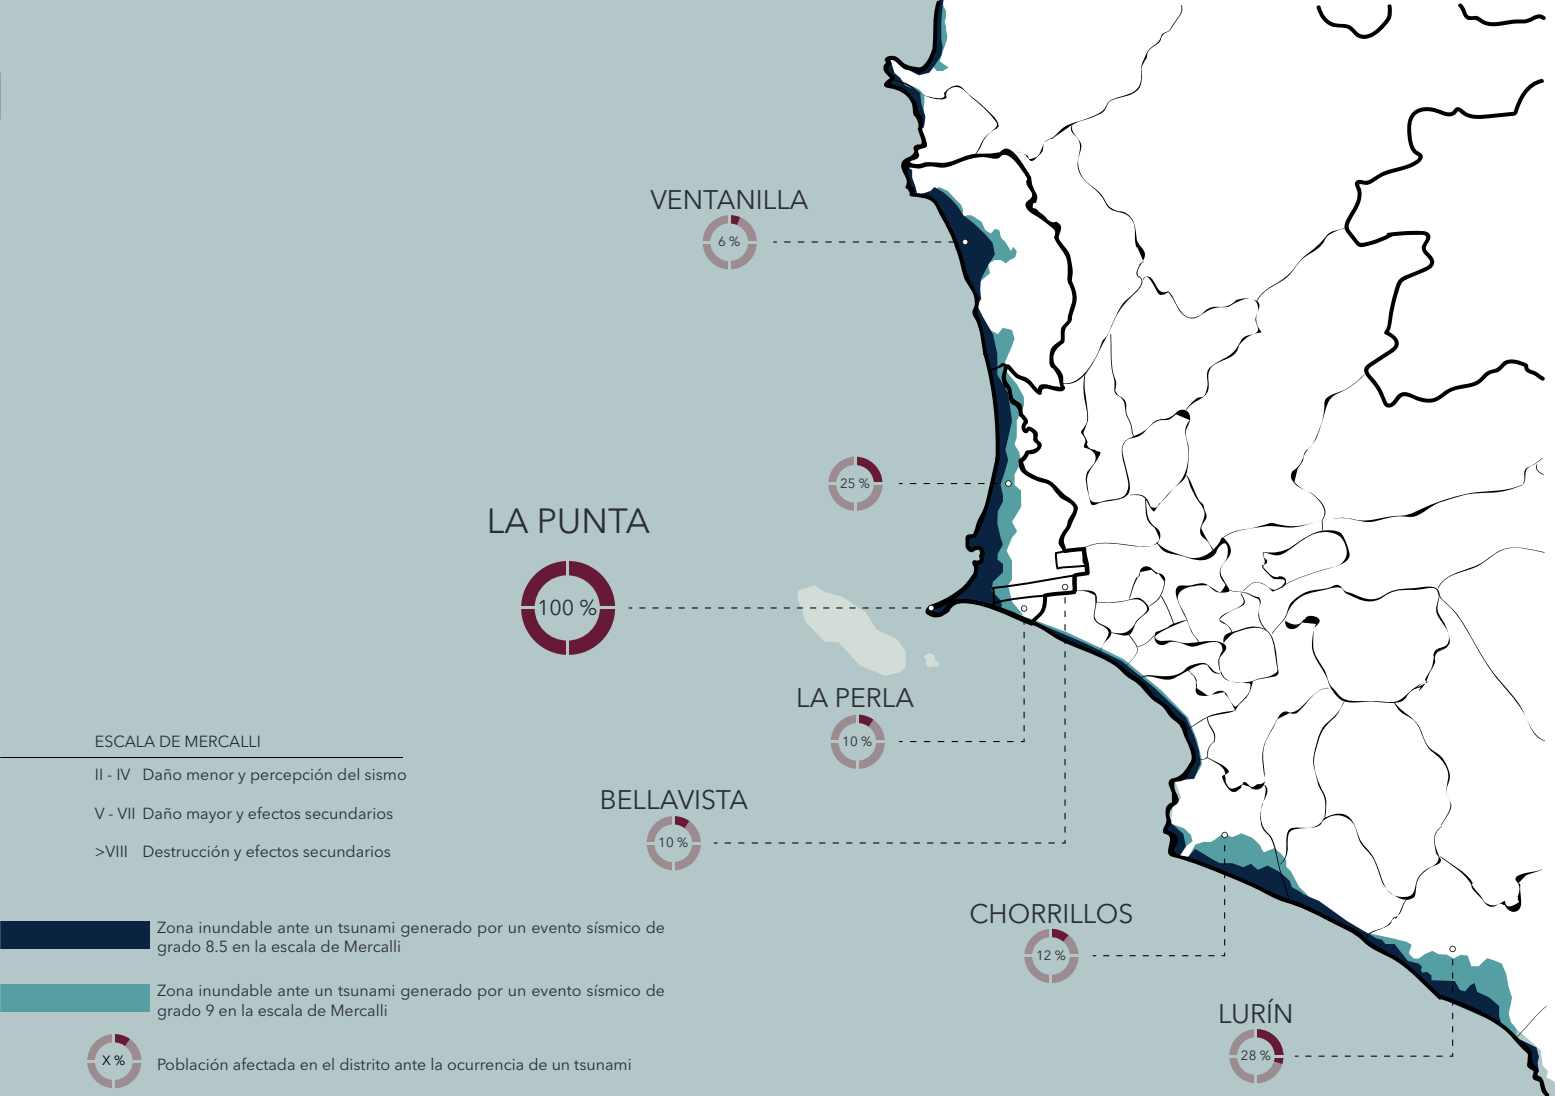 VENTANILLA
6 %
25 %
LA PUNTA
100 %
LA PERLA
10 %
BELLAVISTA
10 %
CHORRILLOS
12 %
LURÍN
28 %
ESCALA DE MERCALLI
II - IV Daño menor y percepción del sismo
V - VII Daño mayor y efectos secundarios
>VIII Destrucción y efectos secundarios
Zona inundable ante un tsunami generado por un evento sísmico de
grado 8.5 en la escala de Mercalli
Zona inundable ante un tsunami generado por un evento sísmico de
grado 9 en la escala de Mercalli
X % Población afectada en el distrito ante la ocurrencia de un tsunami